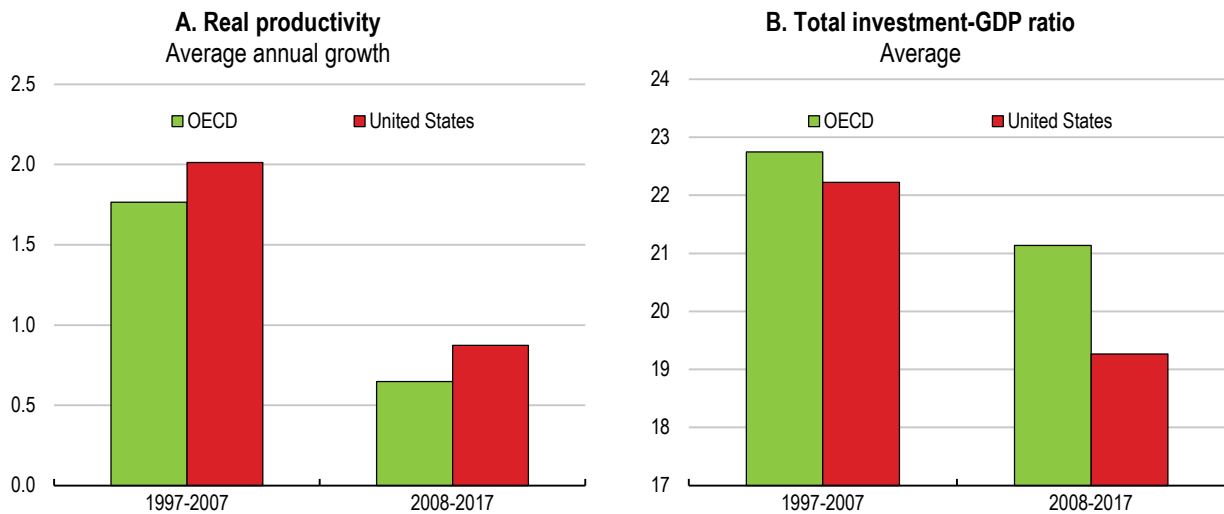 A. Real productivity
Average annual growth
2.5
2.0
1.5
1.0
0.5
0.0
OECD
United States
1997-2007
2008-2017
B. Total investment-GDP ratio
Average
24
23
22
21
20
19
18
17
OECD
United States
1997-2007
2008-2017